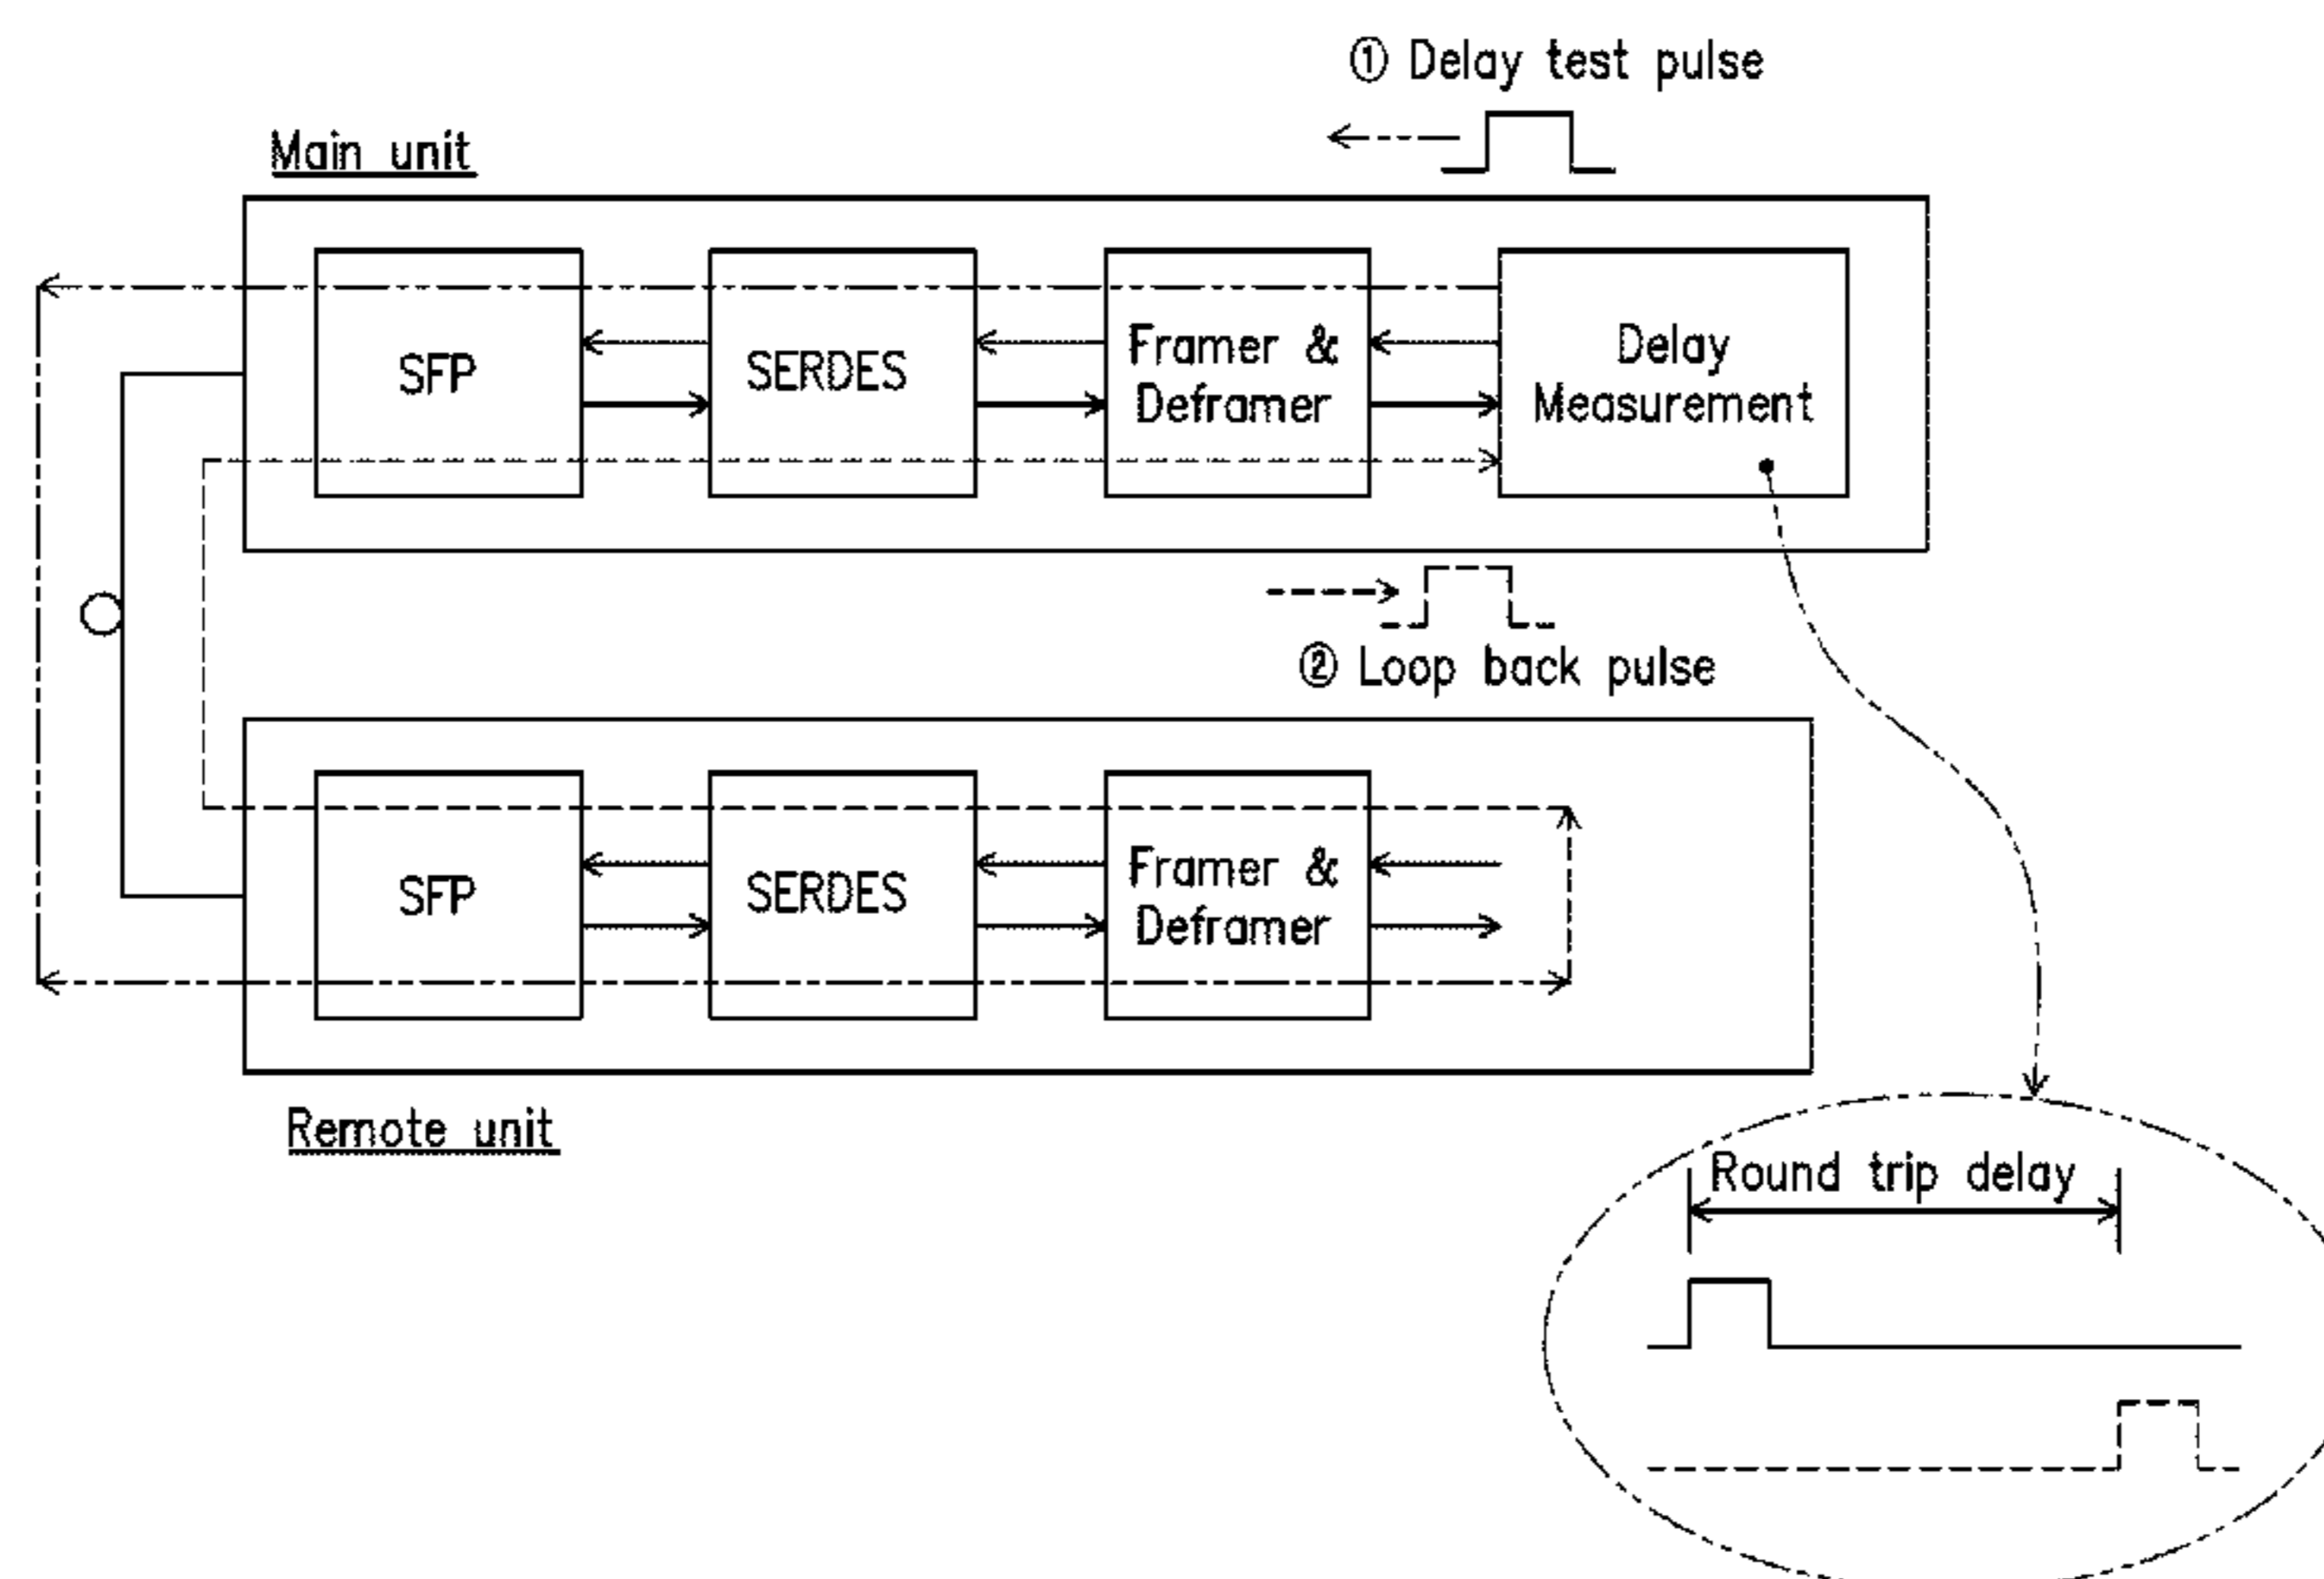 ① Delay test pulse
Main unit
SFP
SERDES
Framer &
Deframer
Delay
Measurement
② Loop back pulse
SFP
SERDES
Framer &
Deframer
Remote unit
Round trip delay